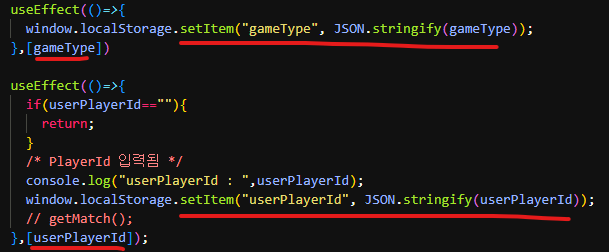 useEffect(()=>{
window.localStorage.setItem("gameType", JSON.stringify(gameType));
},[gameType])
useEffect(()=>{
if(userPlayerId==""){
return;
}
/* PlayerId 입력됨 */
console.log("userPlayerId : ",userPlayerId);
window.localStorage.setItem("userPlayerId", JSON.stringify(userPlayerId));
// getMatch();
},[userPlayerId]);